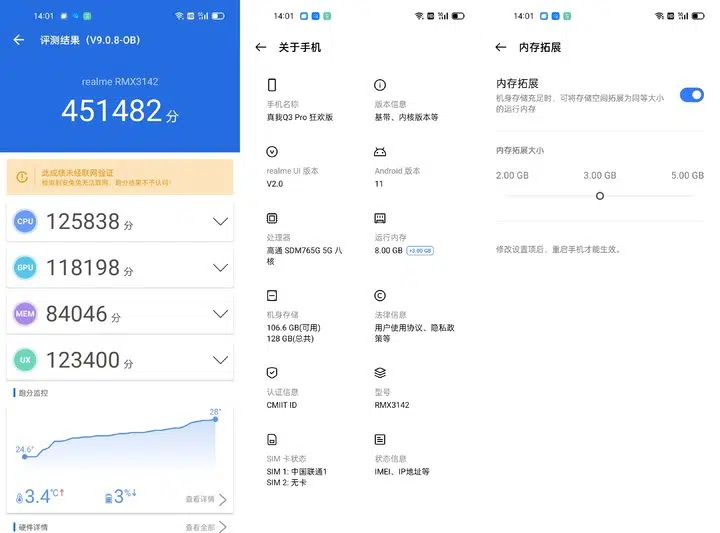 14:01
评测结果（V9.0.8-OB）
realme RMX3142
451482 分
此成绩未经联网验证
检测到安兔兔无法联网，跑分结果不予认可！
CPU 125838 分
GPU 118198 分
MEM 84046 分
UX 123400 分
跑分监控
28°
24.6°
3.4℃↑ 3%↓ 查看详情
硬件详情 查看全部
14:01
关于手机
手机名称 版本信息
真我Q3 Pro 狂欢版 基带、内核版本等
realme UI 版本 Android 版本
V2.0 11
处理器 运行内存
高通 SDM765G 5G 八 8.00 GB +3.00 GB
核
机身存储 法律信息
106.6 GB(可用) 用户使用协议、隐私政
128 GB(总共) 策等
认证信息 型号
CMIIT ID RMX3142
SIM 卡状态 状态信息
SIM 1: 中国联通1 IMEI、IP地址等
SIM 2: 无卡
14:01
内存拓展
内存拓展
机身存储充足时，可将存储空间拓展为同等大小
的运行内存
内存拓展大小
2.00 GB 3.00 GB 5.00 GB
修改设置项后，重启手机才能生效。